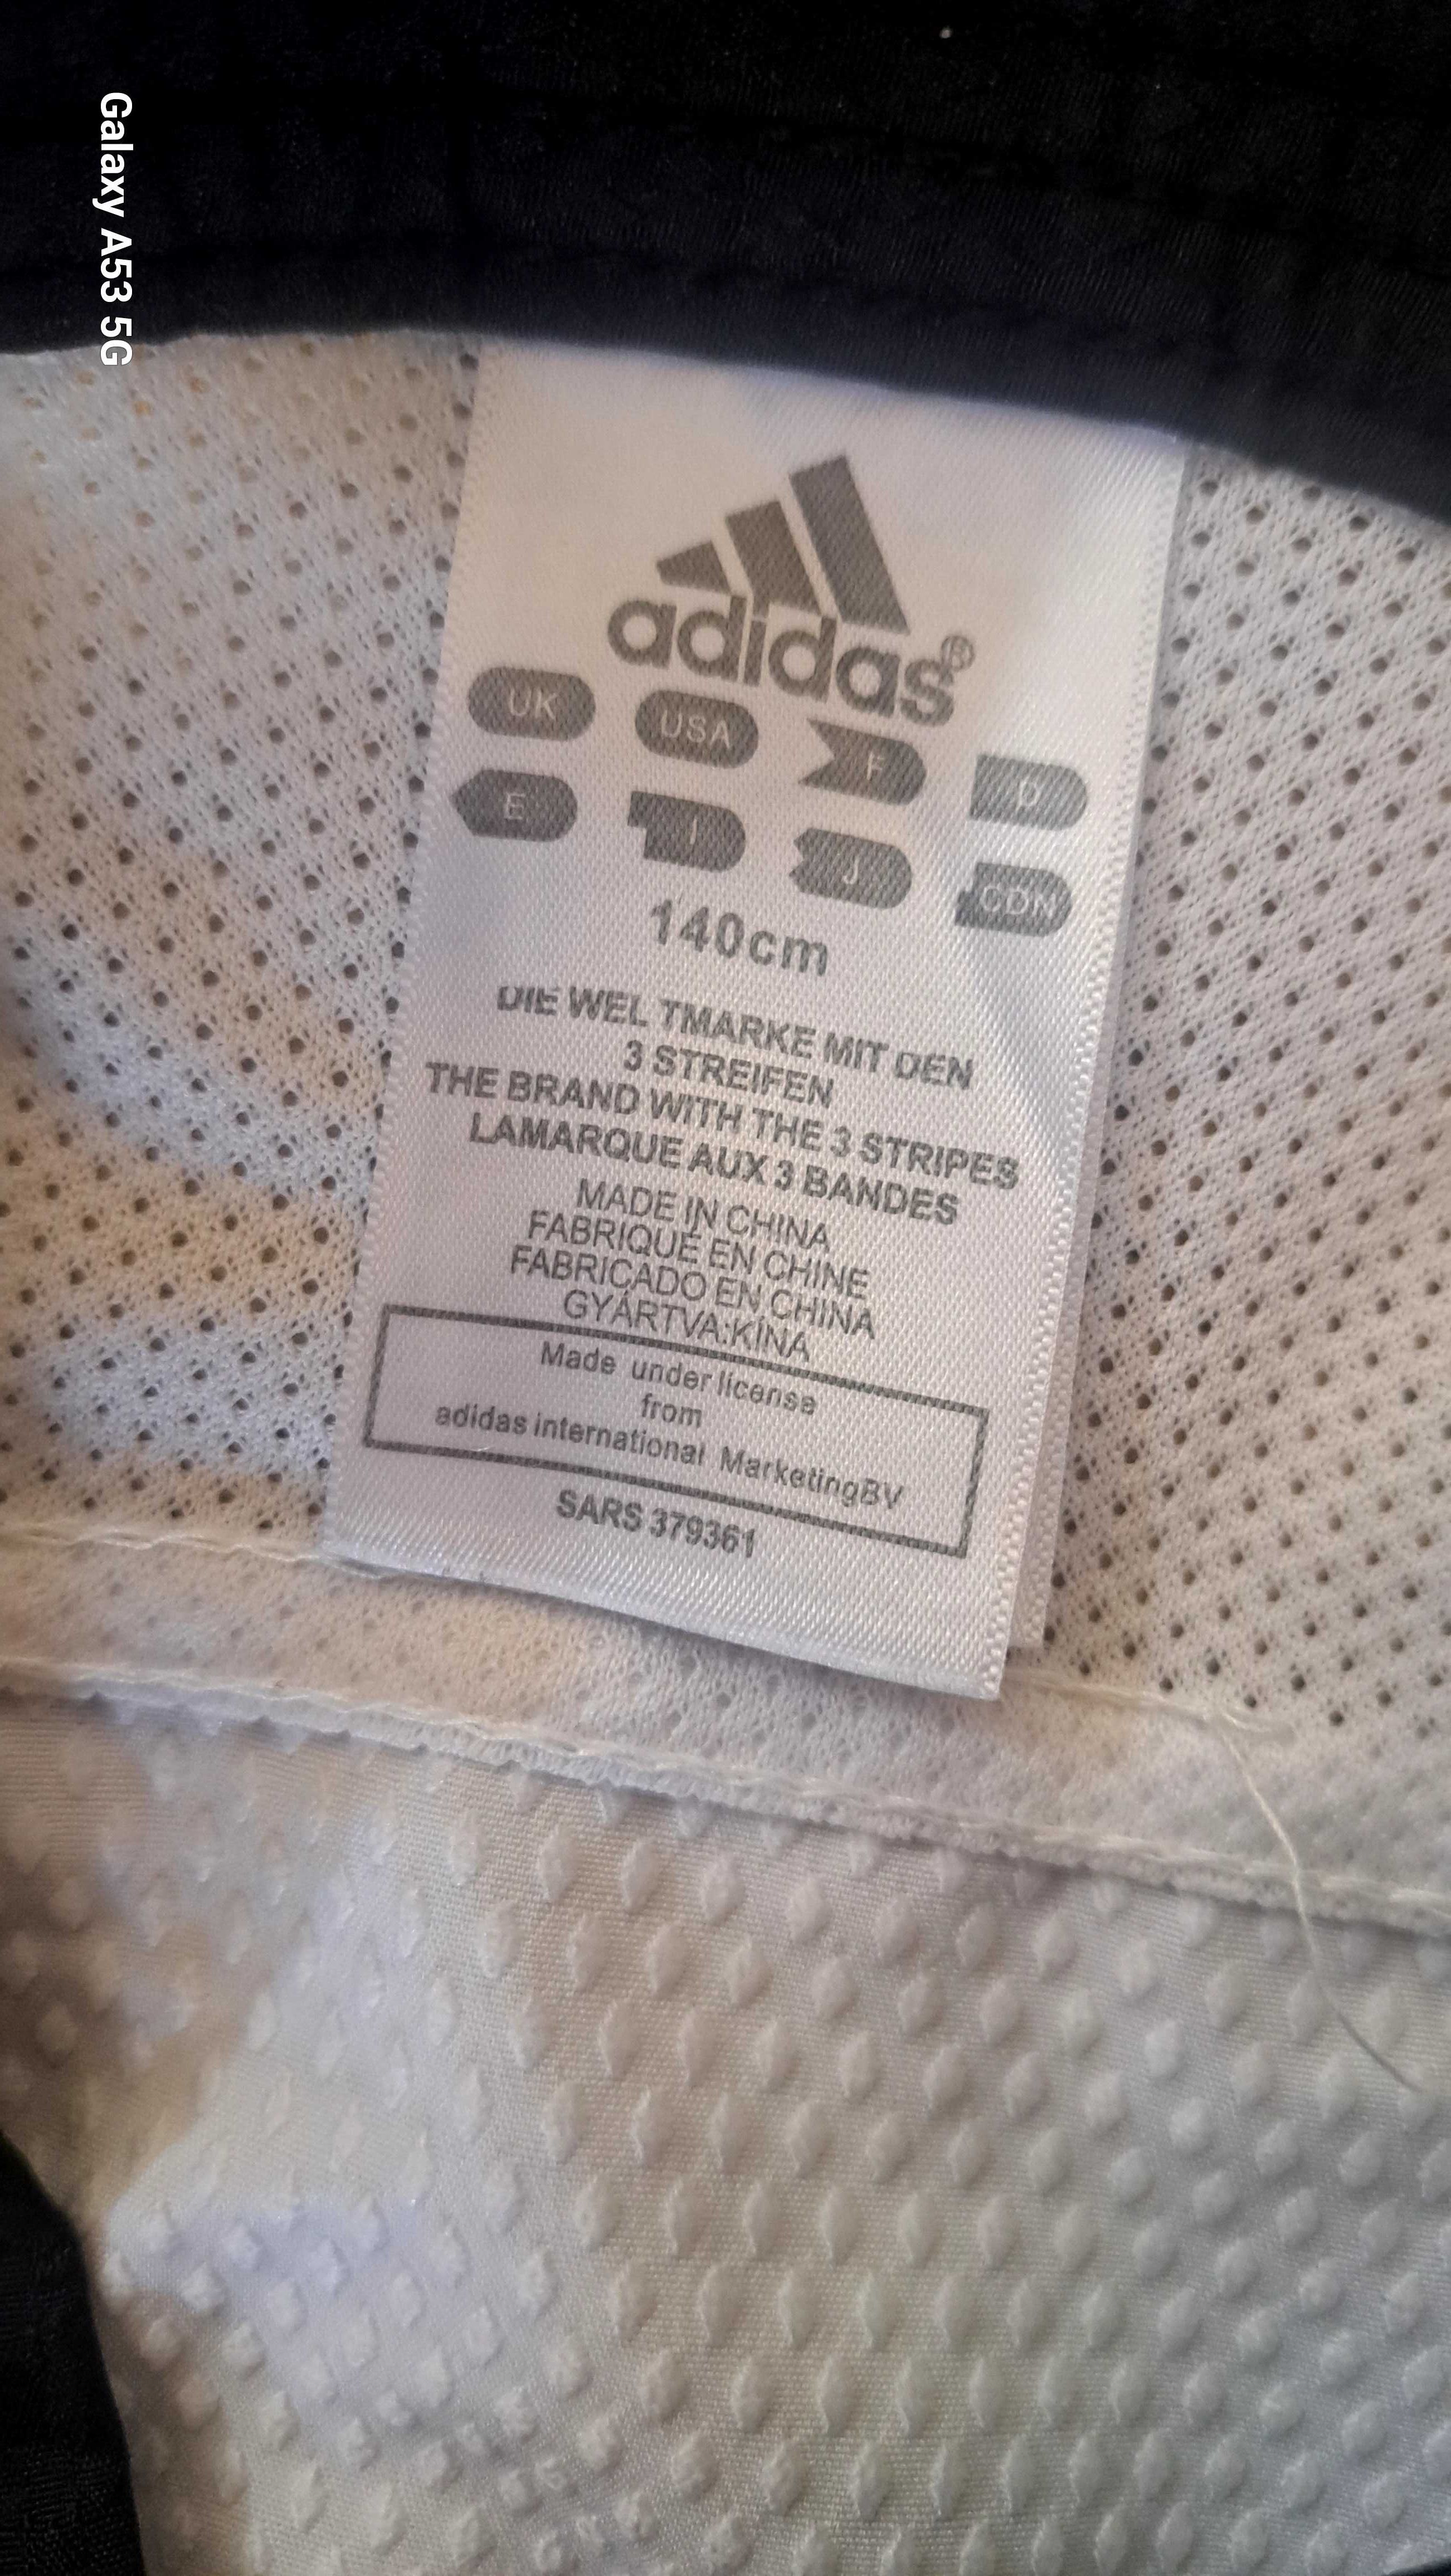 Galaxy A53 5G
adidas®
UK USA F D
E I J CDN
140cm
DIE WEL TMARKE MIT DEN
3 STREIFEN
THE BRAND WITH THE 3 STRIPES
LAMARQUE AUX 3 BANDES
MADE IN CHINA
FABRIQUÉ EN CHINE
FABRICADO EN CHINA
GYÁRTVA:KÍNA
Made under license
from
adidas international MarketingBV
SARS 379361